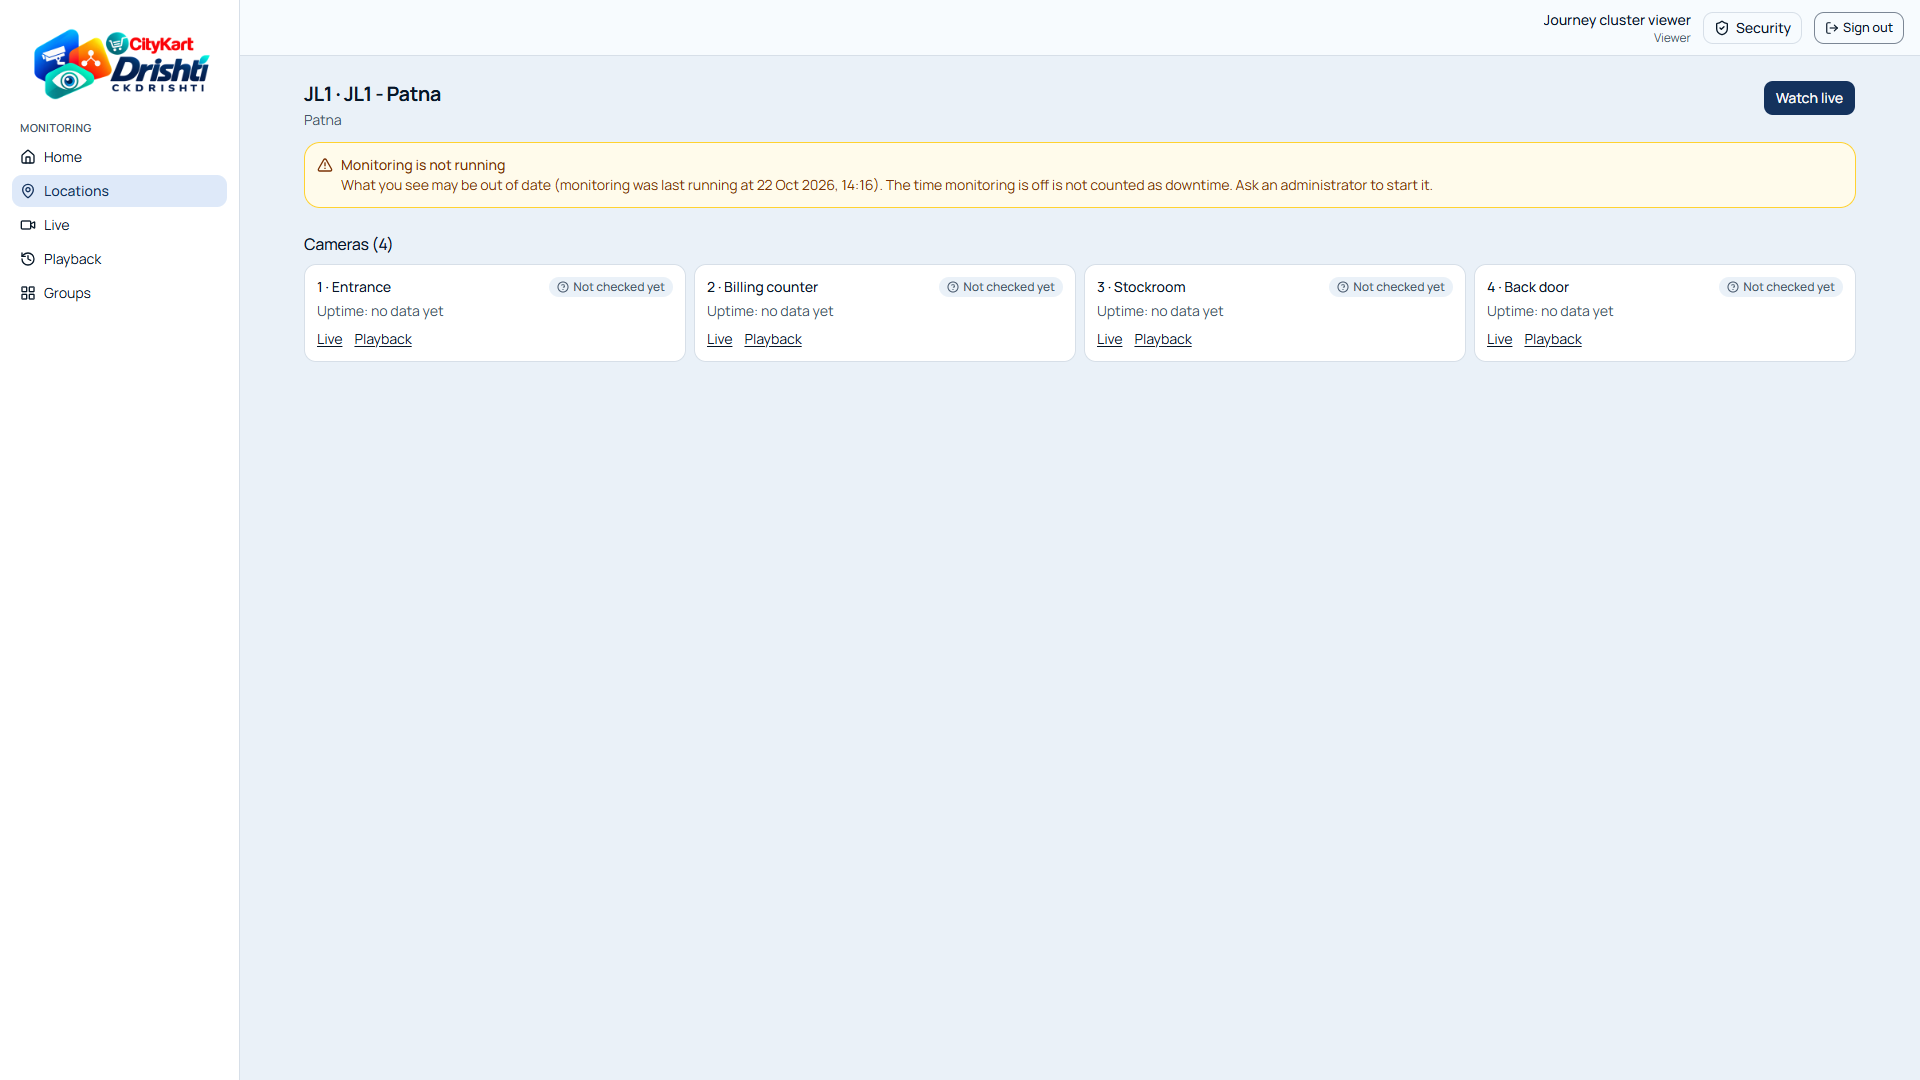 CityKart
Drishti
CKDRISHTI
MONITORING
Home
Locations
Live
Playback
Groups
Journey cluster viewer
Viewer
Security
Sign out
JL1 · JL1 - Patna
Patna
Watch live
Monitoring is not running
What you see may be out of date (monitoring was last running at 22 Oct 2026, 14:16). The time monitoring is off is not counted as downtime. Ask an administrator to start it.
Cameras (4)
1 · Entrance
Not checked yet
Uptime: no data yet
Live Playback
2 · Billing counter
Not checked yet
Uptime: no data yet
Live Playback
3 · Stockroom
Not checked yet
Uptime: no data yet
Live Playback
4 · Back door
Not checked yet
Uptime: no data yet
Live Playback